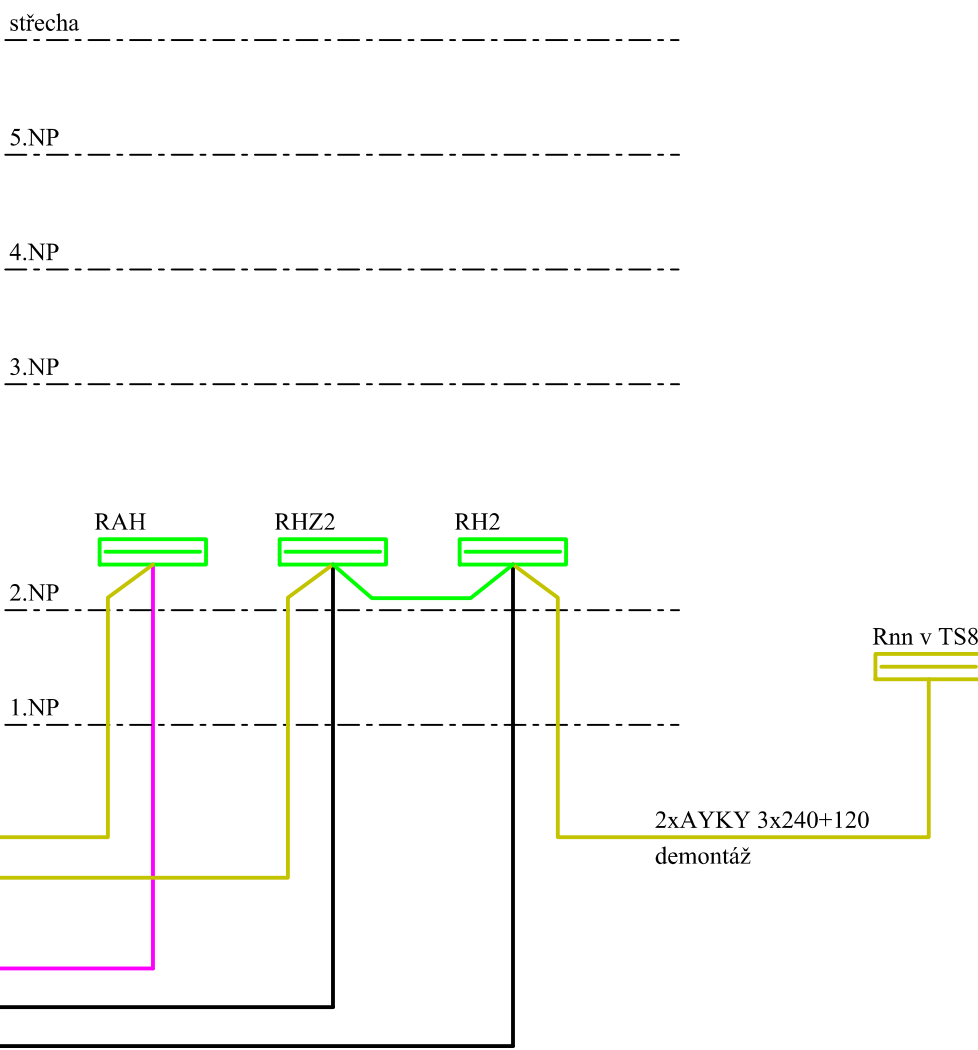 střecha
5.NP
4.NP
3.NP
RAH
RHZ2
RH2
2.NP
Rnn v TS8
1.NP
2xAYKY 3x240+120
demontáž